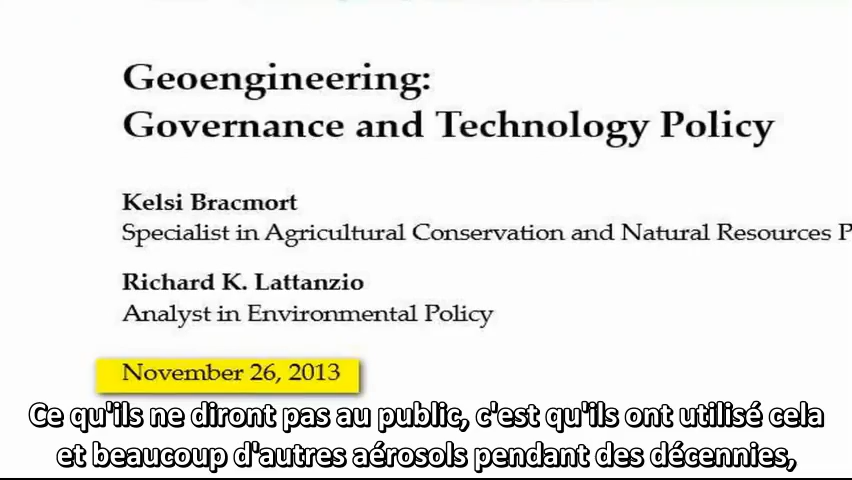 Geoengineering:
Governance and Technology Policy
Kelsi Bracmort
Specialist in Agricultural Conservation and Natural Resources P
Richard K. Lattanzio
Analyst in Environmental Policy
November 26, 2013
Ce qu'ils ne diront pas au public, c'est qu'ils ont utilisé cela
et beaucoup d'autres aérosols pendant des décennies,